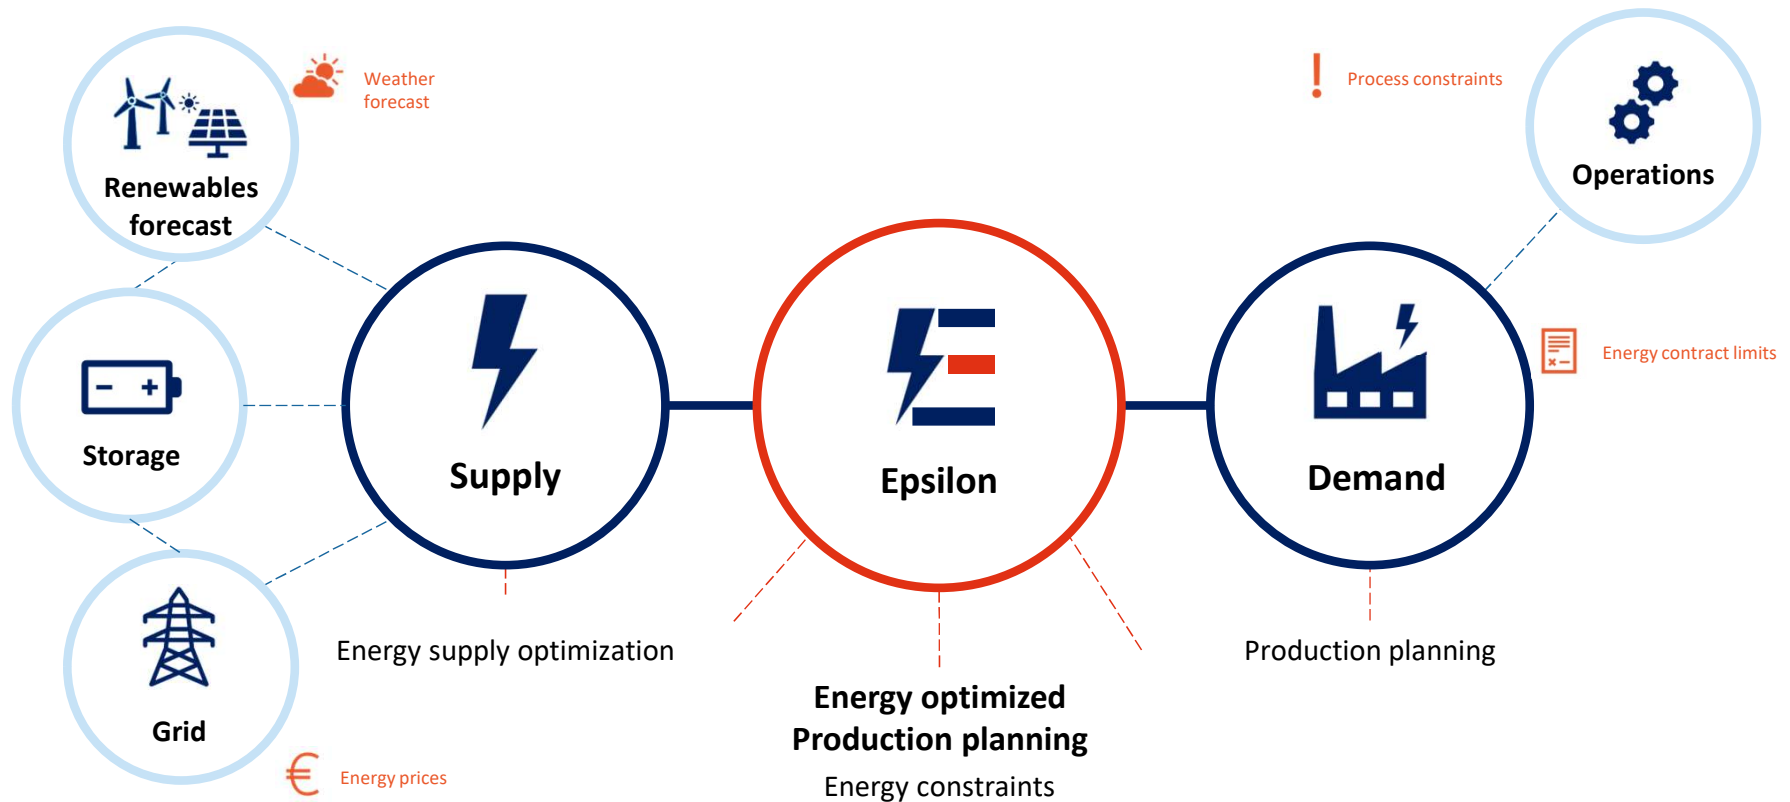 Weather
forecast
Process constraints
Renewables
forecast
Operations
Energy contract limits
Storage
Supply
Epsilon
Demand
Energy supply optimization
Production planning
Grid
Energy optimized
Production planning
Energy constraints
€ Energy prices